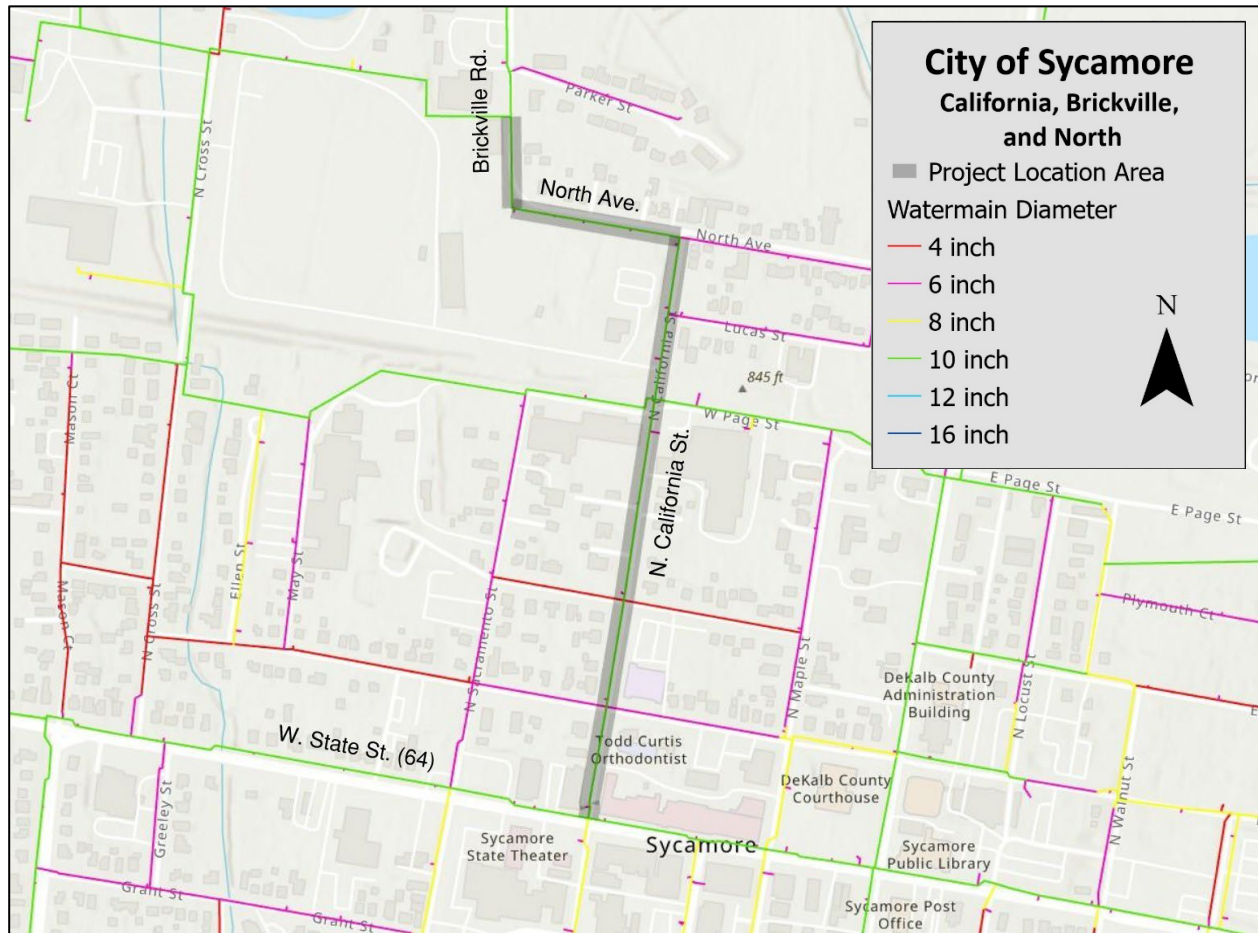 City of Sycamore
California, Brickville,
and North
Project Location Area
Watermain Diameter
4 inch
6 inch
8 inch
10 inch
12 inch
16 inch
N
Brickville Rd.
Parker St
N Cross St
North Ave.
North Ave
Lucas St
N California St
845 ft
W Page St
Mason Ct
N. California St.
E Page St
E Page St
Ellen St
May St
Plymouth Ct
Mason Ct
N Cross St
N Sacramento St
N Maple St
N Locust St
DeKalb County
Administration
Building
E
W. State St. (64)
Todd Curtis
Orthodontist
DeKalb County
Courthouse
N Walnut St
Greeley St
Sycamore
State Theater
Sycamore
Sycamore
Public Library
Grant St
Grant St
Sycamore Post
Office